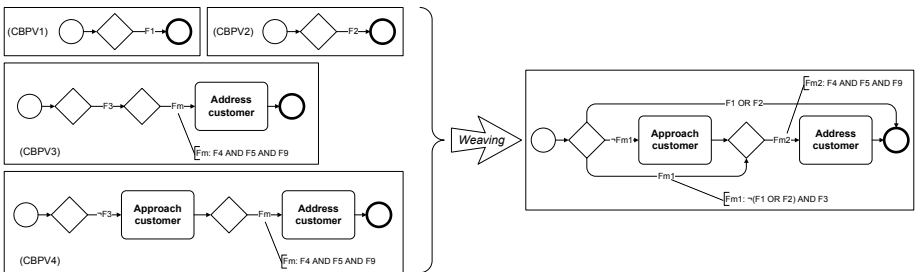 (CBPV1)
F1
(CBPV2)
F2
F3
Fm
Address
customer
Fm: F4 AND F5 AND F9
(CBPV3)
¬F3
Approach
customer
Fm
Address
customer
Fm: F4 AND F5 AND F9
(CBPV4)
Weaving
Fm2: F4 AND F5 AND F9
F1 OR F2
¬Fm1
Approach
customer
Fm2
Address
customer
Fm1
Fm1: ¬(F1 OR F2) AND F3